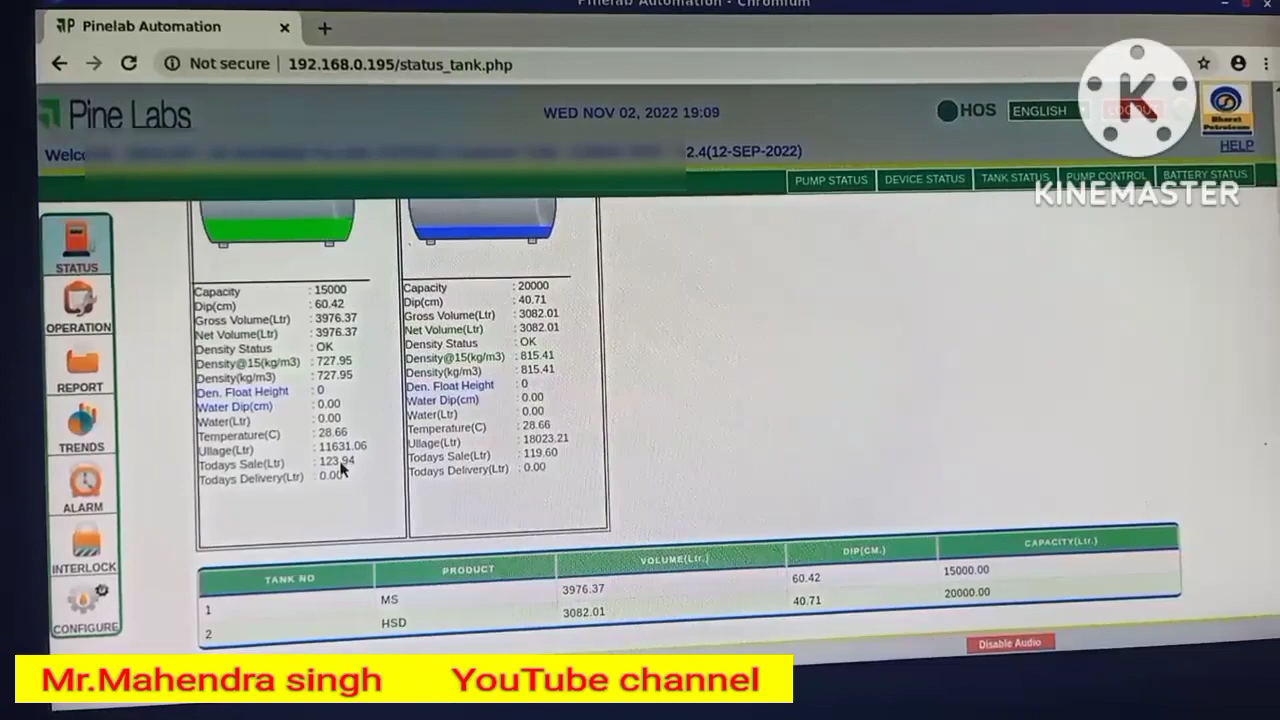 Pinelab Automation - Chromium
Pinelab Automation
Not secure 192.168.0.195/status_tank.php
Pine Labs
WED NOV 02, 2022 19:09
HOS
ENGLISH
Bharat Petroleum
HELP
2.4(12-SEP-2022)
PUMP STATUS DEVICE STATUS TANK STATUS PUMP CONTROL BATTERY STATUS
K
KINEMASTER
STATUS
OPERATION
REPORT
TRENDS
ALARM
INTERLOCK
CONFIGURE
Capacity : 15000
Dip(cm) : 60.42
Gross Volume(Ltr) : 3976.37
Net Volume(Ltr) : 3976.37
Density Status : OK
Density@15(kg/m3) : 727.95
Density(kg/m3) : 727.95
Den. Float Height : 0
Water Dip(cm) : 0.00
Water(Ltr) : 0.00
Temperature(C) : 28.66
Ullage(Ltr) : 11631.06
Todays Sale(Ltr) : 123.94
Todays Delivery(Ltr) : 0.00
Capacity : 20000
Dip(cm) : 40.71
Gross Volume(Ltr) : 3082.01
Net Volume(Ltr) : 3082.01
Density Status : OK
Density@15(kg/m3) : 815.41
Density(kg/m3) : 815.41
Den. Float Height : 0
Water Dip(cm) : 0.00
Water(Ltr) : 0.00
Temperature(C) : 28.66
Ullage(Ltr) : 18023.21
Todays Sale(Ltr) : 119.60
Todays Delivery(Ltr) : 0.00
TANK NO PRODUCT VOLUME(Ltr.) DIP(CM.) CAPACITY(Ltr.)
1 MS 3976.37 60.42 15000.00
2 HSD 3082.01 40.71 20000.00
Disable Audio
Mr.Mahendra singh YouTube channel